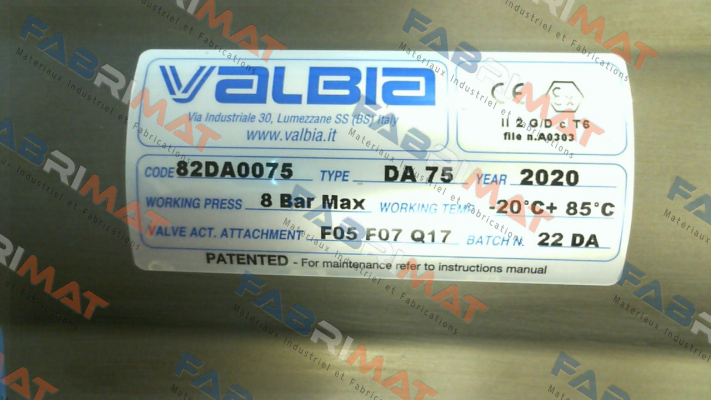 VALBIA
Via Industriale 30, Lumezzane SS (BS) Italy
www.valbia.it
CE Ex
II 2 G/D c T6
file n.A0303
CODE 82DA0075 TYPE DA 75 YEAR 2020
WORKING PRESS 8 Bar Max WORKING TEMP. -20°C+ 85°C
VALVE ACT. ATTACHMENT F05 F07 Q17 BATCH N. 22 DA
PATENTED - For maintenance refer to instructions manual
FABRIMAT
Materiaux Industriel et Fabrications